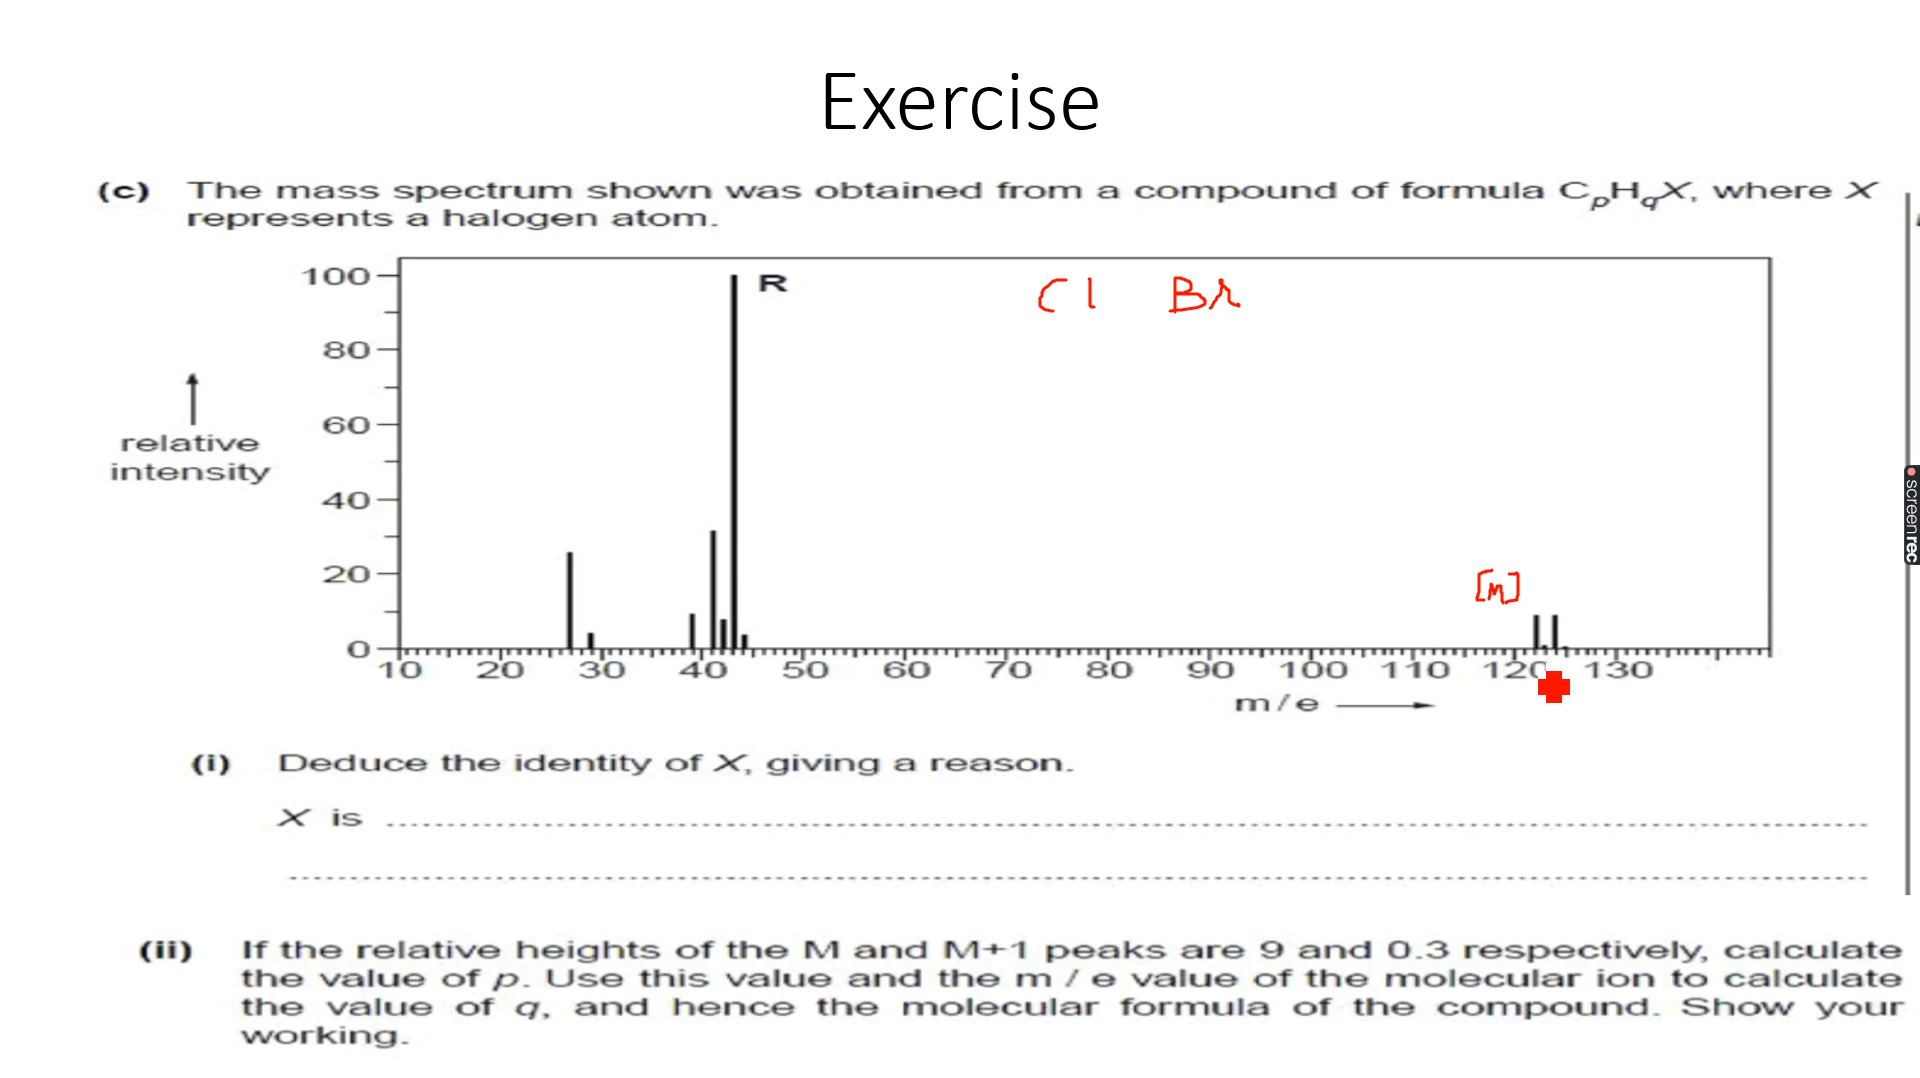 Exercise
(c) The mass spectrum shown was obtained from a compound of formula CpHqX, where X
represents a halogen atom.
100
R
Cl Br
80
60
relative
intensity
40
20
[M]
0
10 20 30 40 50 60 70 80 90 100 110 120 130
m / e
(i) Deduce the identity of X, giving a reason.
X is
(ii) If the relative heights of the M and M+1 peaks are 9 and 0.3 respectively, calculate
the value of p. Use this value and the m / e value of the molecular ion to calculate
the value of q, and hence the molecular formula of the compound. Show your
working.
screenrec